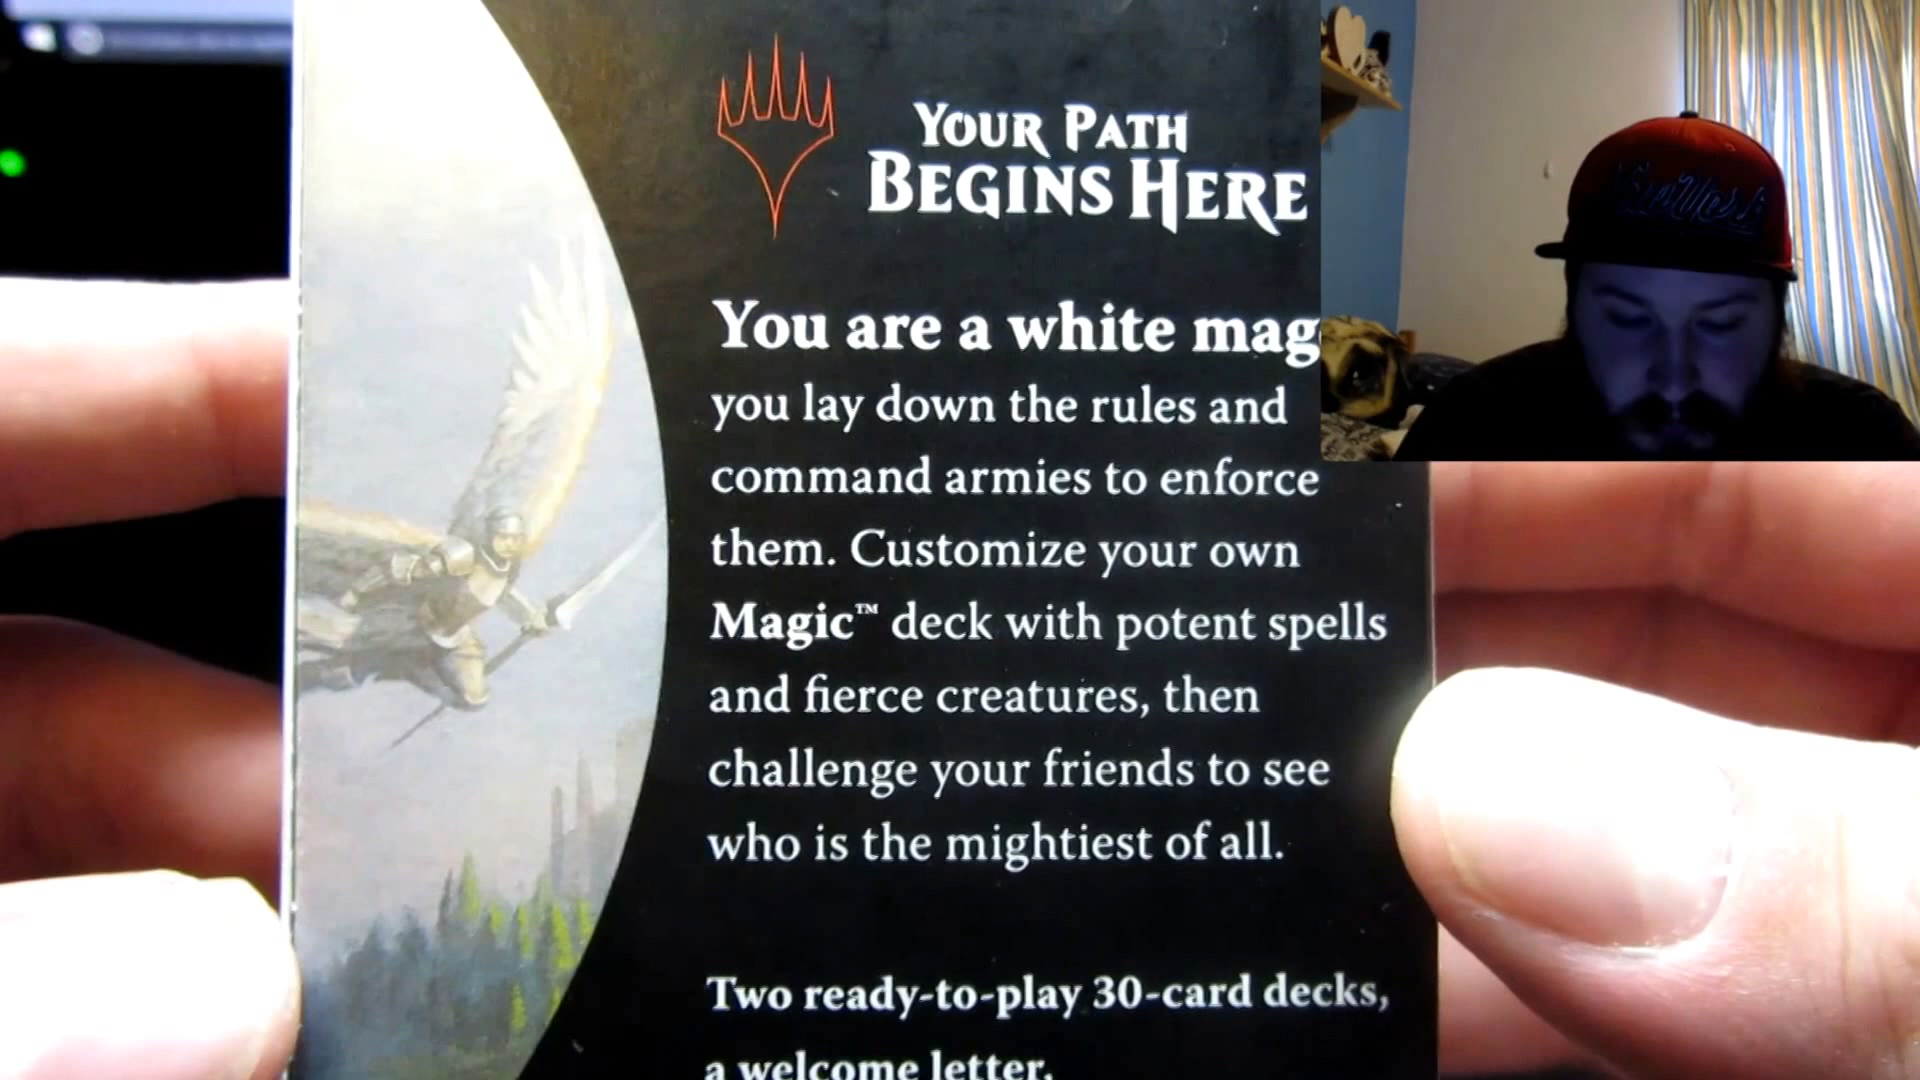 YOUR PATH
BEGINS HERE
You are a white mag
you lay down the rules and
command armies to enforce
them. Customize your own
Magic™ deck with potent spells
and fierce creatures, then
challenge your friends to see
who is the mightiest of all.
Two ready-to-play 30-card decks,
a welcome letter,